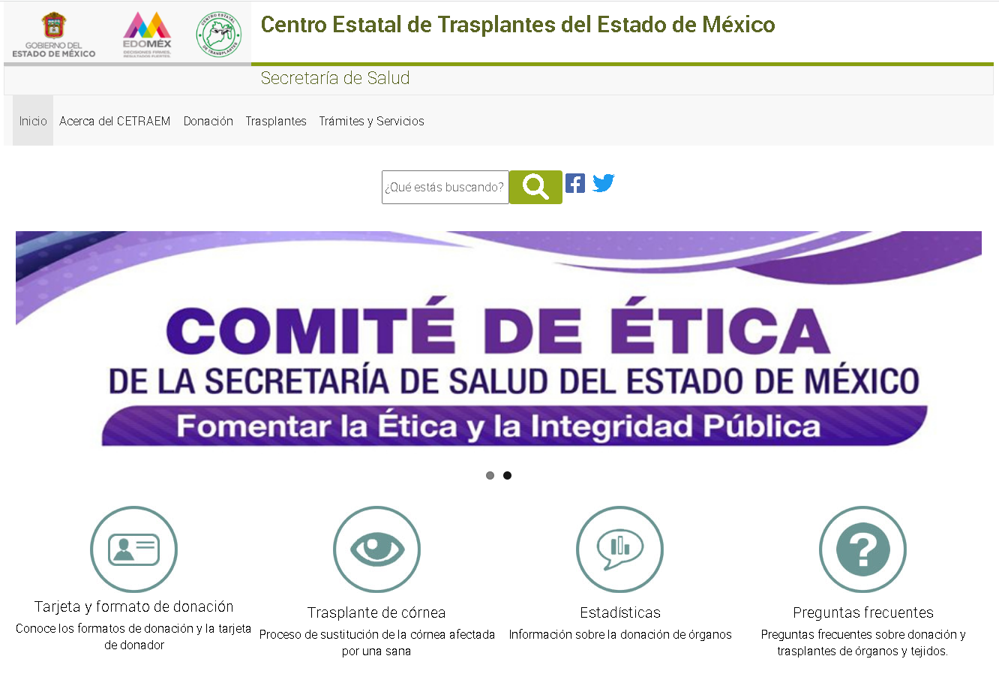 GOBIERNO DEL
ESTADO DE MÉXICO
EDOMÉX
DECISIONES FIRMES,
RESULTADOS FUERTES.
CENTRO ESTATAL
DE TRASPLANTES
Centro Estatal de Trasplantes del Estado de México
Secretaría de Salud
Inicio Acerca del CETRAEM Donación Trasplantes Trámites y Servicios
¿Qué estás buscando?
COMITÉ DE ÉTICA
DE LA SECRETARÍA DE SALUD DEL ESTADO DE MÉXICO
Fomentar la Ética y la Integridad Pública
Tarjeta y formato de donación
Conoce los formatos de donación y la tarjeta
de donador
Trasplante de córnea
Proceso de sustitución de la córnea afectada
por una sana
Estadísticas
Información sobre la donación de órganos
Preguntas frecuentes
Preguntas frecuentes sobre donación y
trasplantes de órganos y tejidos.